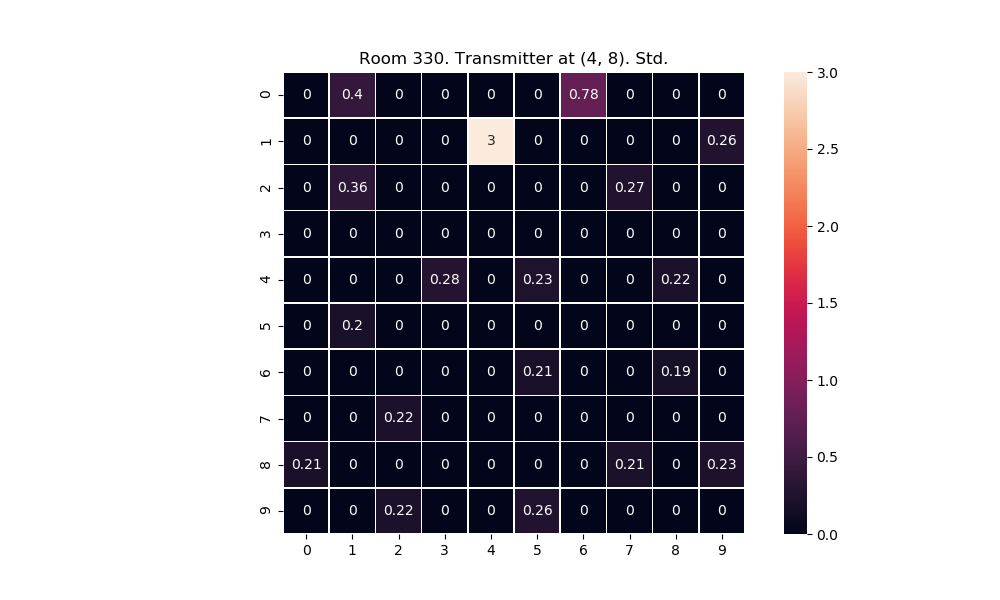 Room 330. Transmitter at (4, 8). Std.
0 0 0.4 0 0 0 0 0.78 0 0 0
1 0 0 0 0 3 0 0 0 0 0.26
2 0 0.36 0 0 0 0 0 0.27 0 0
3 0 0 0 0 0 0 0 0 0 0
4 0 0 0 0.28 0 0.23 0 0 0.22 0
5 0 0.2 0 0 0 0 0 0 0 0
6 0 0 0 0 0 0.21 0 0 0.19 0
7 0 0 0.22 0 0 0 0 0 0 0
8 0.21 0 0 0 0 0 0 0.21 0 0.23
9 0 0 0.22 0 0 0.26 0 0 0 0
0 1 2 3 4 5 6 7 8 9
3.0
2.5
2.0
1.5
1.0
0.5
0.0